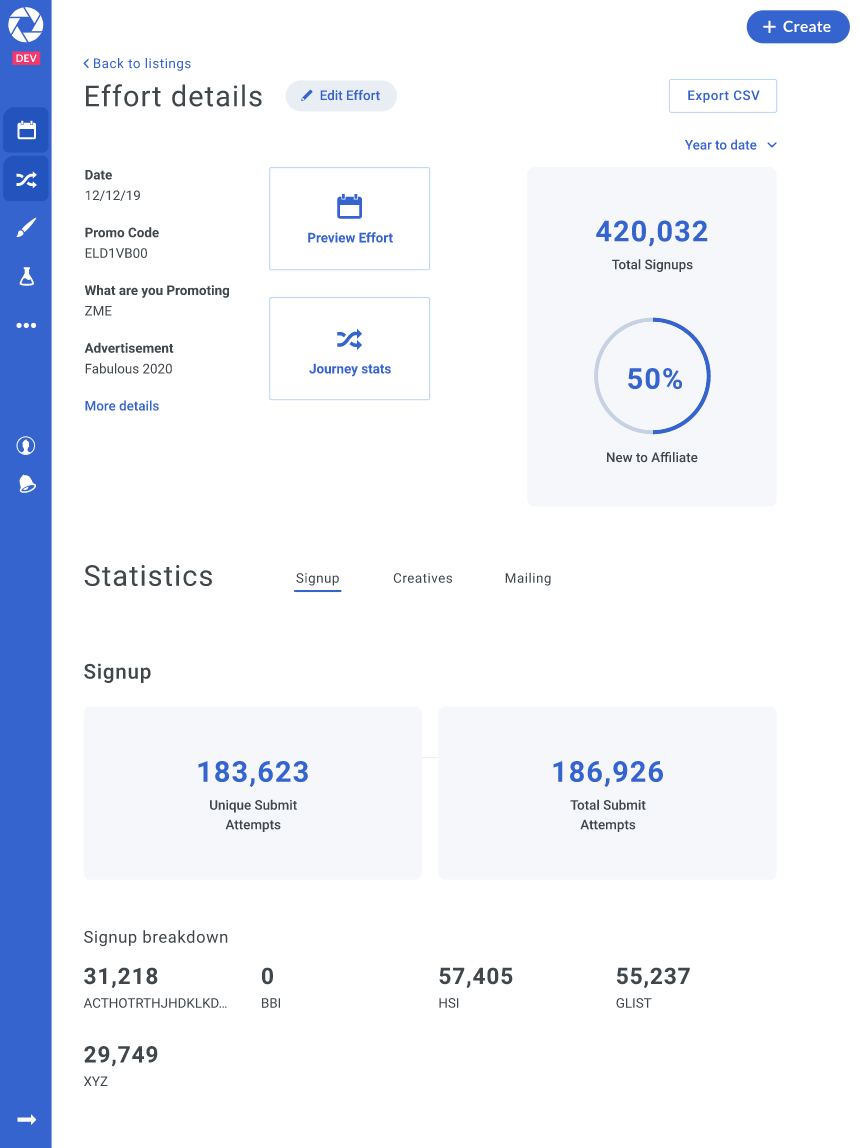 Create
DEV
Back to listings
Effort details
Edit Effort
Export CSV
Year to date
Date
12/12/19
Promo Code
ELD1VB00
What are you Promoting
ZME
Advertisement
Fabulous 2020
More details
Preview Effort
Journey stats
420,032
Total Signups
50%
New to Affiliate
Statistics
Signup
Creatives
Mailing
Signup
183,623
Unique Submit
Attempts
186,926
Total Submit
Attempts
Signup breakdown
31,218
ACTHOTRTHJHDKLKD...
0
BBI
57,405
HSI
55,237
GLIST
29,749
XYZ